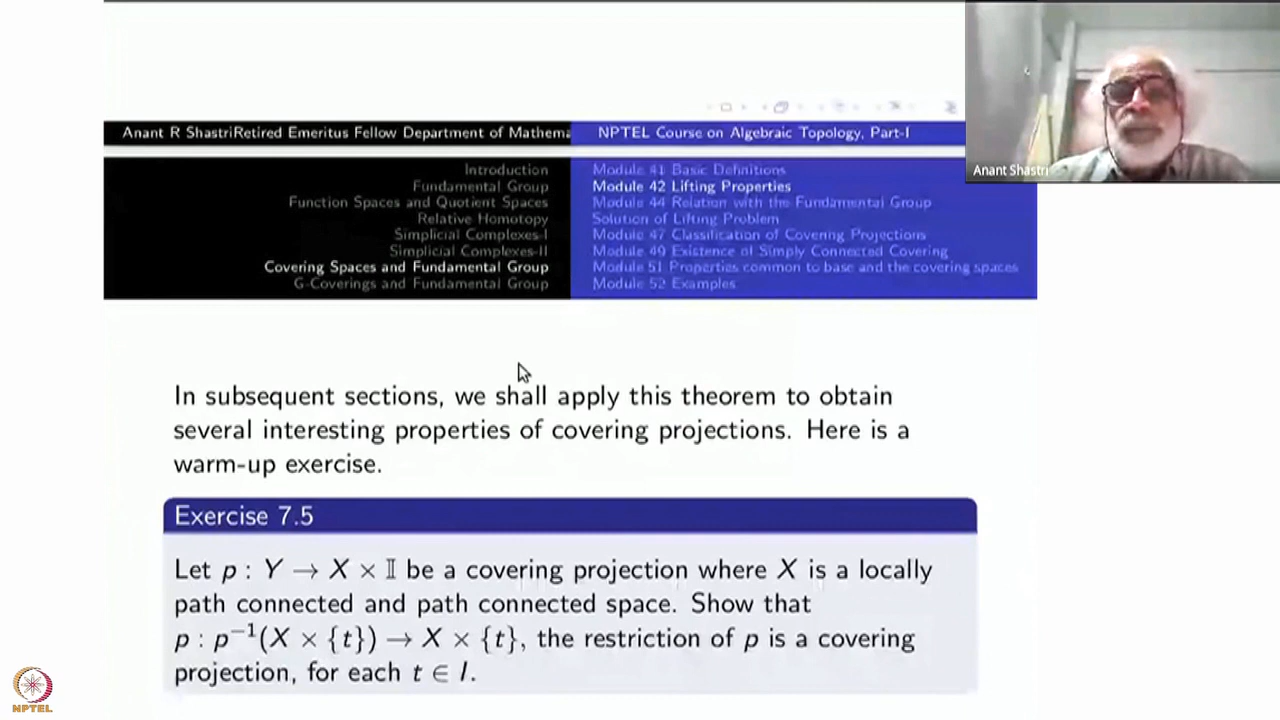 Anant R ShastriRetired Emeritus Fellow Department of Mathema
NPTEL Course on Algebraic Topology, Part-I
Introduction
Fundamental Group
Function Spaces and Quotient Spaces
Relative Homotopy
Simplicial Complexes-I
Simplicial Complexes-II
Covering Spaces and Fundamental Group
G-Coverings and Fundamental Group
Module 41 Basic Definitions
Module 42 Lifting Properties
Module 44 Relation with the Fundamental Group
Solution of Lifting Problem
Module 47 Classification of Covering Projections
Module 49 Existence of Simply Connected Covering
Module 51 Properties common to base and the covering spaces
Module 52 Examples
Anant Shastri
In subsequent sections, we shall apply this theorem to obtain
several interesting properties of covering projections. Here is a
warm-up exercise.
Exercise 7.5
Let p : Y → X × 𝕀 be a covering projection where X is a locally
path connected and path connected space. Show that
p : p⁻¹(X × {t}) → X × {t}, the restriction of p is a covering
projection, for each t ∈ I.
NPTEL